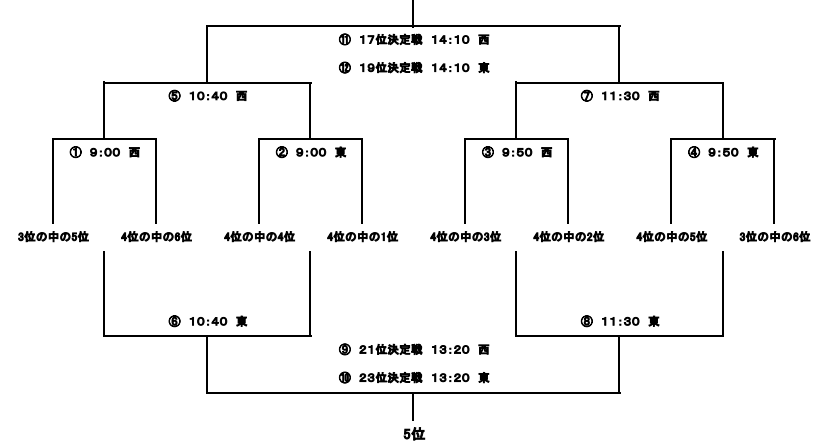 ⑪ 17位決定戦 14:10 西
⑫ 19位決定戦 14:10 東
⑤ 10:40 西
⑦ 11:30 西
① 9:00 西
② 9:00 東
③ 9:50 西
④ 9:50 東
3位の中の5位
4位の中の6位
4位の中の4位
4位の中の1位
4位の中の3位
4位の中の2位
4位の中の5位
3位の中の6位
⑥ 10:40 東
⑧ 11:30 東
⑨ 21位決定戦 13:20 西
⑩ 23位決定戦 13:20 東
5位